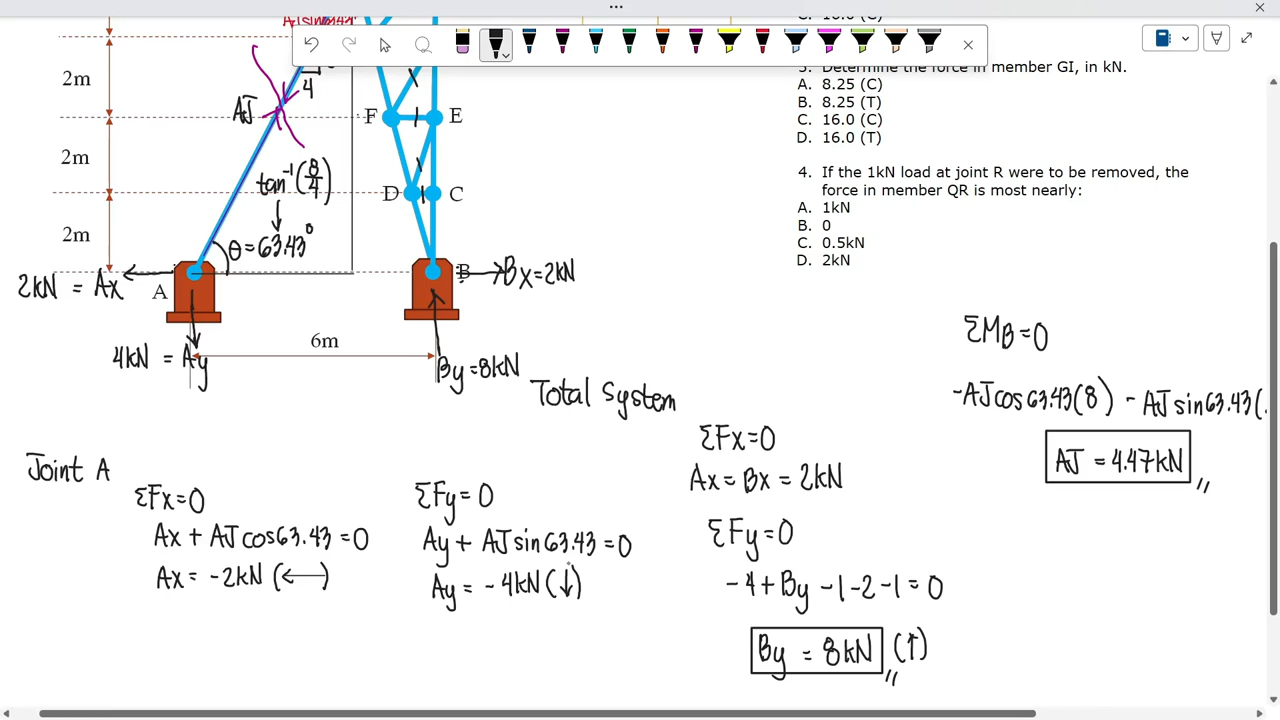 2m
2m
2m
4
AJ
tan⁻¹(8/4)
θ = 63.43°
F
E
D
C
2kN = Ax
A
B
Bx = 2kN
4kN = Ay
6m
By = 8kN
C. 16.0 (C)
3. Determine the force in member GI, in kN.
A. 8.25 (C)
B. 8.25 (T)
C. 16.0 (C)
D. 16.0 (T)
4. If the 1kN load at joint R were to be removed, the
force in member QR is most nearly:
A. 1kN
B. 0
C. 0.5kN
D. 2kN
Total System
ΣFx=0
Ax = Bx = 2kN
ΣFy=0
-4+By -1-2-1=0
By = 8kN (↑)
ΣMB=0
-AJcos63.43(8) - AJsin63.43(
AJ = 4.47kN
Joint A
ΣFx=0
Ax + AJcos63.43 =0
Ax = -2kN (←)
ΣFy= 0
Ay + AJsin63.43 =0
Ay = -4kN(↓)